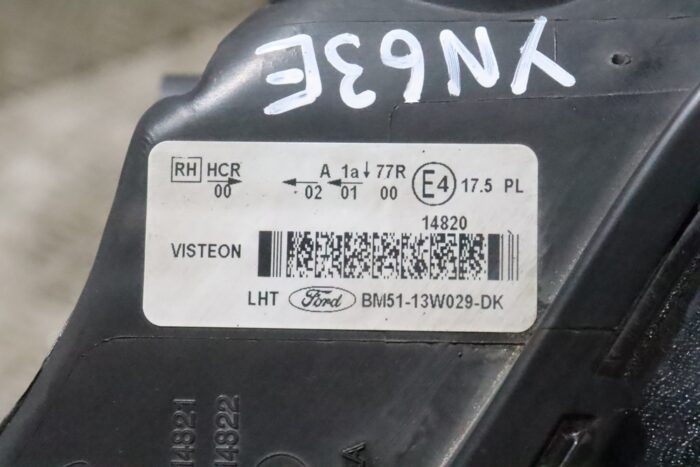 YN63E
RH HCR A 1a↓ 77R E4 17.5 PL
00 02 01 00
14820
VISTEON
LHT Ford BM51-13W029-DK
14821
14822
A